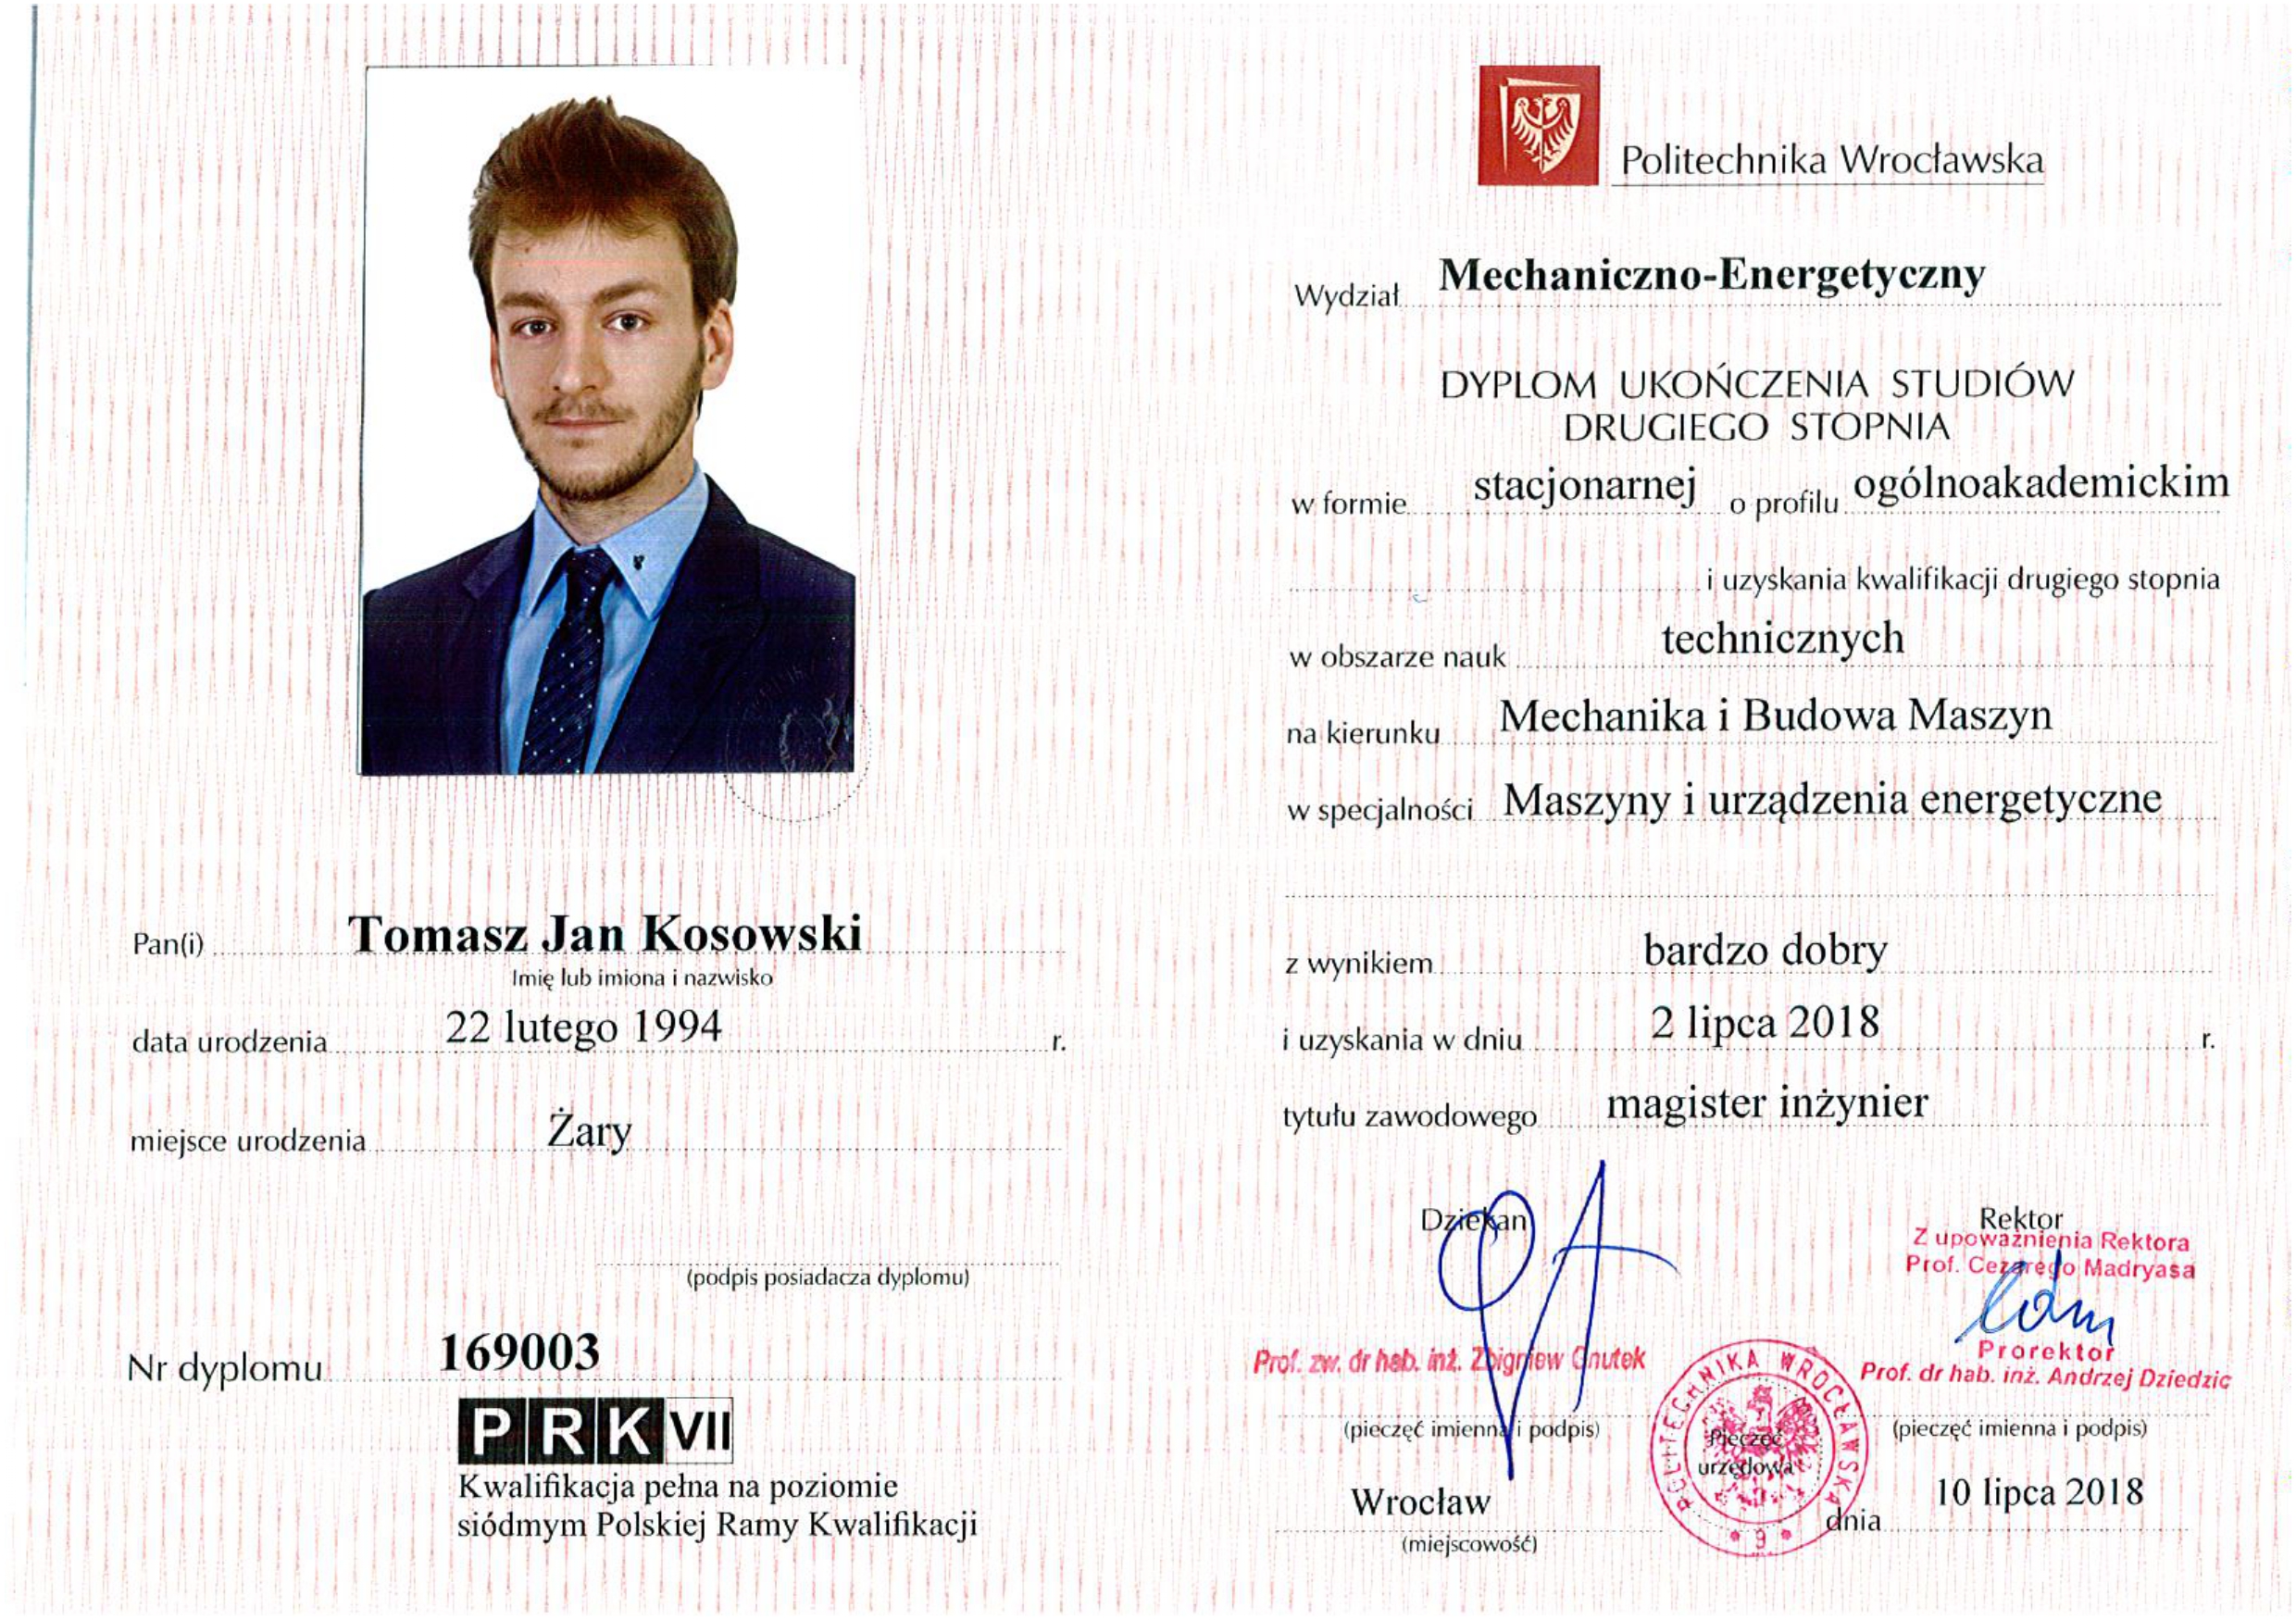 Pan(i) Tomasz Jan Kosowski
Imię lub imiona i nazwisko
data urodzenia 22 lutego 1994 r.
miejsce urodzenia Żary
(podpis posiadacza dyplomu)
Nr dyplomu 169003
PRK VII
Kwalifikacja pełna na poziomie
siódmym Polskiej Ramy Kwalifikacji
Politechnika Wrocławska
Wydział Mechaniczno-Energetyczny
DYPLOM UKOŃCZENIA STUDIÓW
DRUGIEGO STOPNIA
w formie stacjonarnej o profilu ogólnoakademickim
i uzyskania kwalifikacji drugiego stopnia
w obszarze nauk technicznych
na kierunku Mechanika i Budowa Maszyn
w specjalności Maszyny i urządzenia energetyczne
z wynikiem bardzo dobry
i uzyskania w dniu 2 lipca 2018 r.
tytułu zawodowego magister inżynier
Dziekan
Prof. zw. dr hab. inż. Zbigniew Gnutek
(pieczęć imienna i podpis)
Rektor
Z upoważnienia Rektora
Prof. Cezarego Madryasa
Prorektor
Prof. dr hab. inż. Andrzej Dziedzic
(pieczęć imienna i podpis)
POLITECHNIKA WROCŁAWSKA
* 9 *
Pieczęć
urzędowa
Wrocław
(miejscowość)
dnia 10 lipca 2018